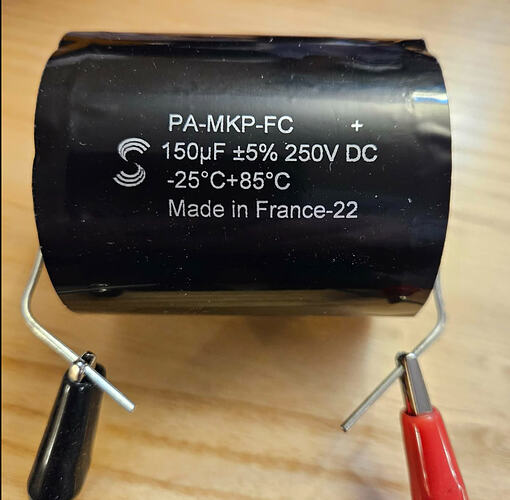 PA-MKP-FC +
150µF ±5% 250V DC
-25°C+85°C
Made in France-22